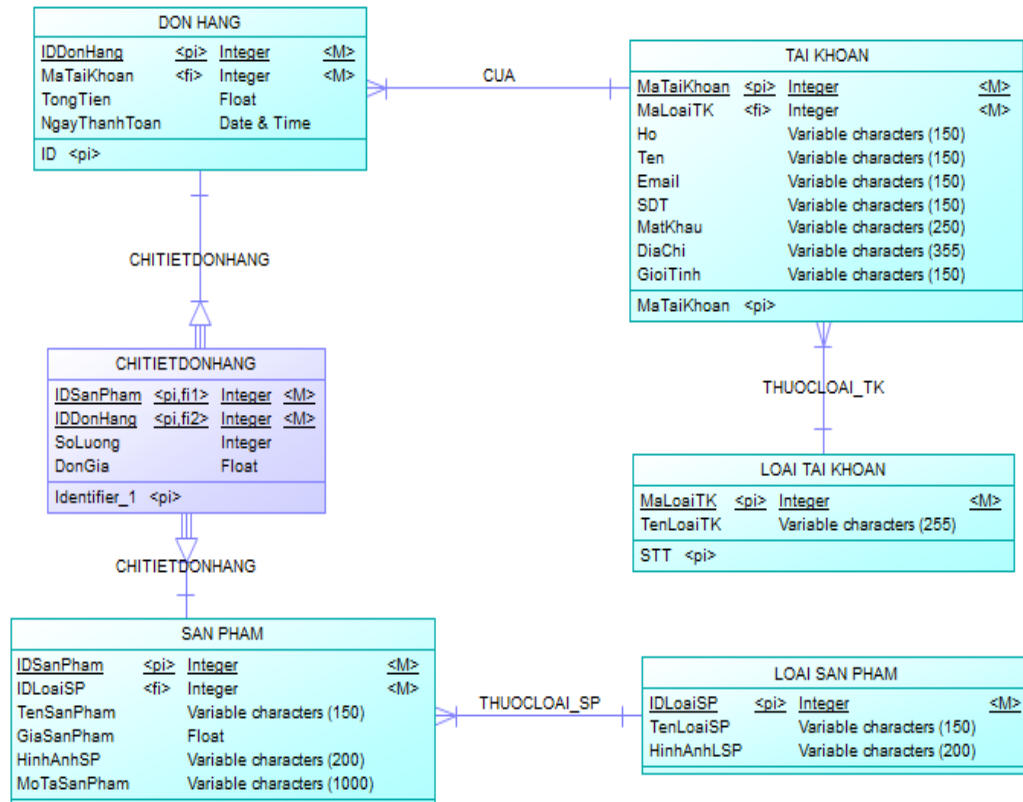 DON HANG
IDDonHang <pi> Integer <M>
MaTaiKhoan <fi> Integer <M>
TongTien Float
NgayThanhToan Date & Time
ID <pi>
CUA
TAI KHOAN
MaTaiKhoan <pi> Integer <M>
MaLoaiTK <fi> Integer <M>
Ho Variable characters (150)
Ten Variable characters (150)
Email Variable characters (150)
SDT Variable characters (150)
MatKhau Variable characters (250)
DiaChi Variable characters (355)
GioiTinh Variable characters (150)
MaTaiKhoan <pi>
CHITIETDONHANG
CHITIETDONHANG
IDSanPham <pi,fi1> Integer <M>
IDDonHang <pi,fi2> Integer <M>
SoLuong Integer
DonGia Float
Identifier_1 <pi>
THUOCLOAI_TK
LOAI TAI KHOAN
MaLoaiTK <pi> Integer <M>
TenLoaiTK Variable characters (255)
STT <pi>
CHITIETDONHANG
SAN PHAM
IDSanPham <pi> Integer <M>
IDLoaiSP <fi> Integer <M>
TenSanPham Variable characters (150)
GiaSanPham Float
HinhAnhSP Variable characters (200)
MoTaSanPham Variable characters (1000)
THUOCLOAI_SP
LOAI SAN PHAM
IDLoaiSP <pi> Integer <M>
TenLoaiSP Variable characters (150)
HinhAnhLSP Variable characters (200)